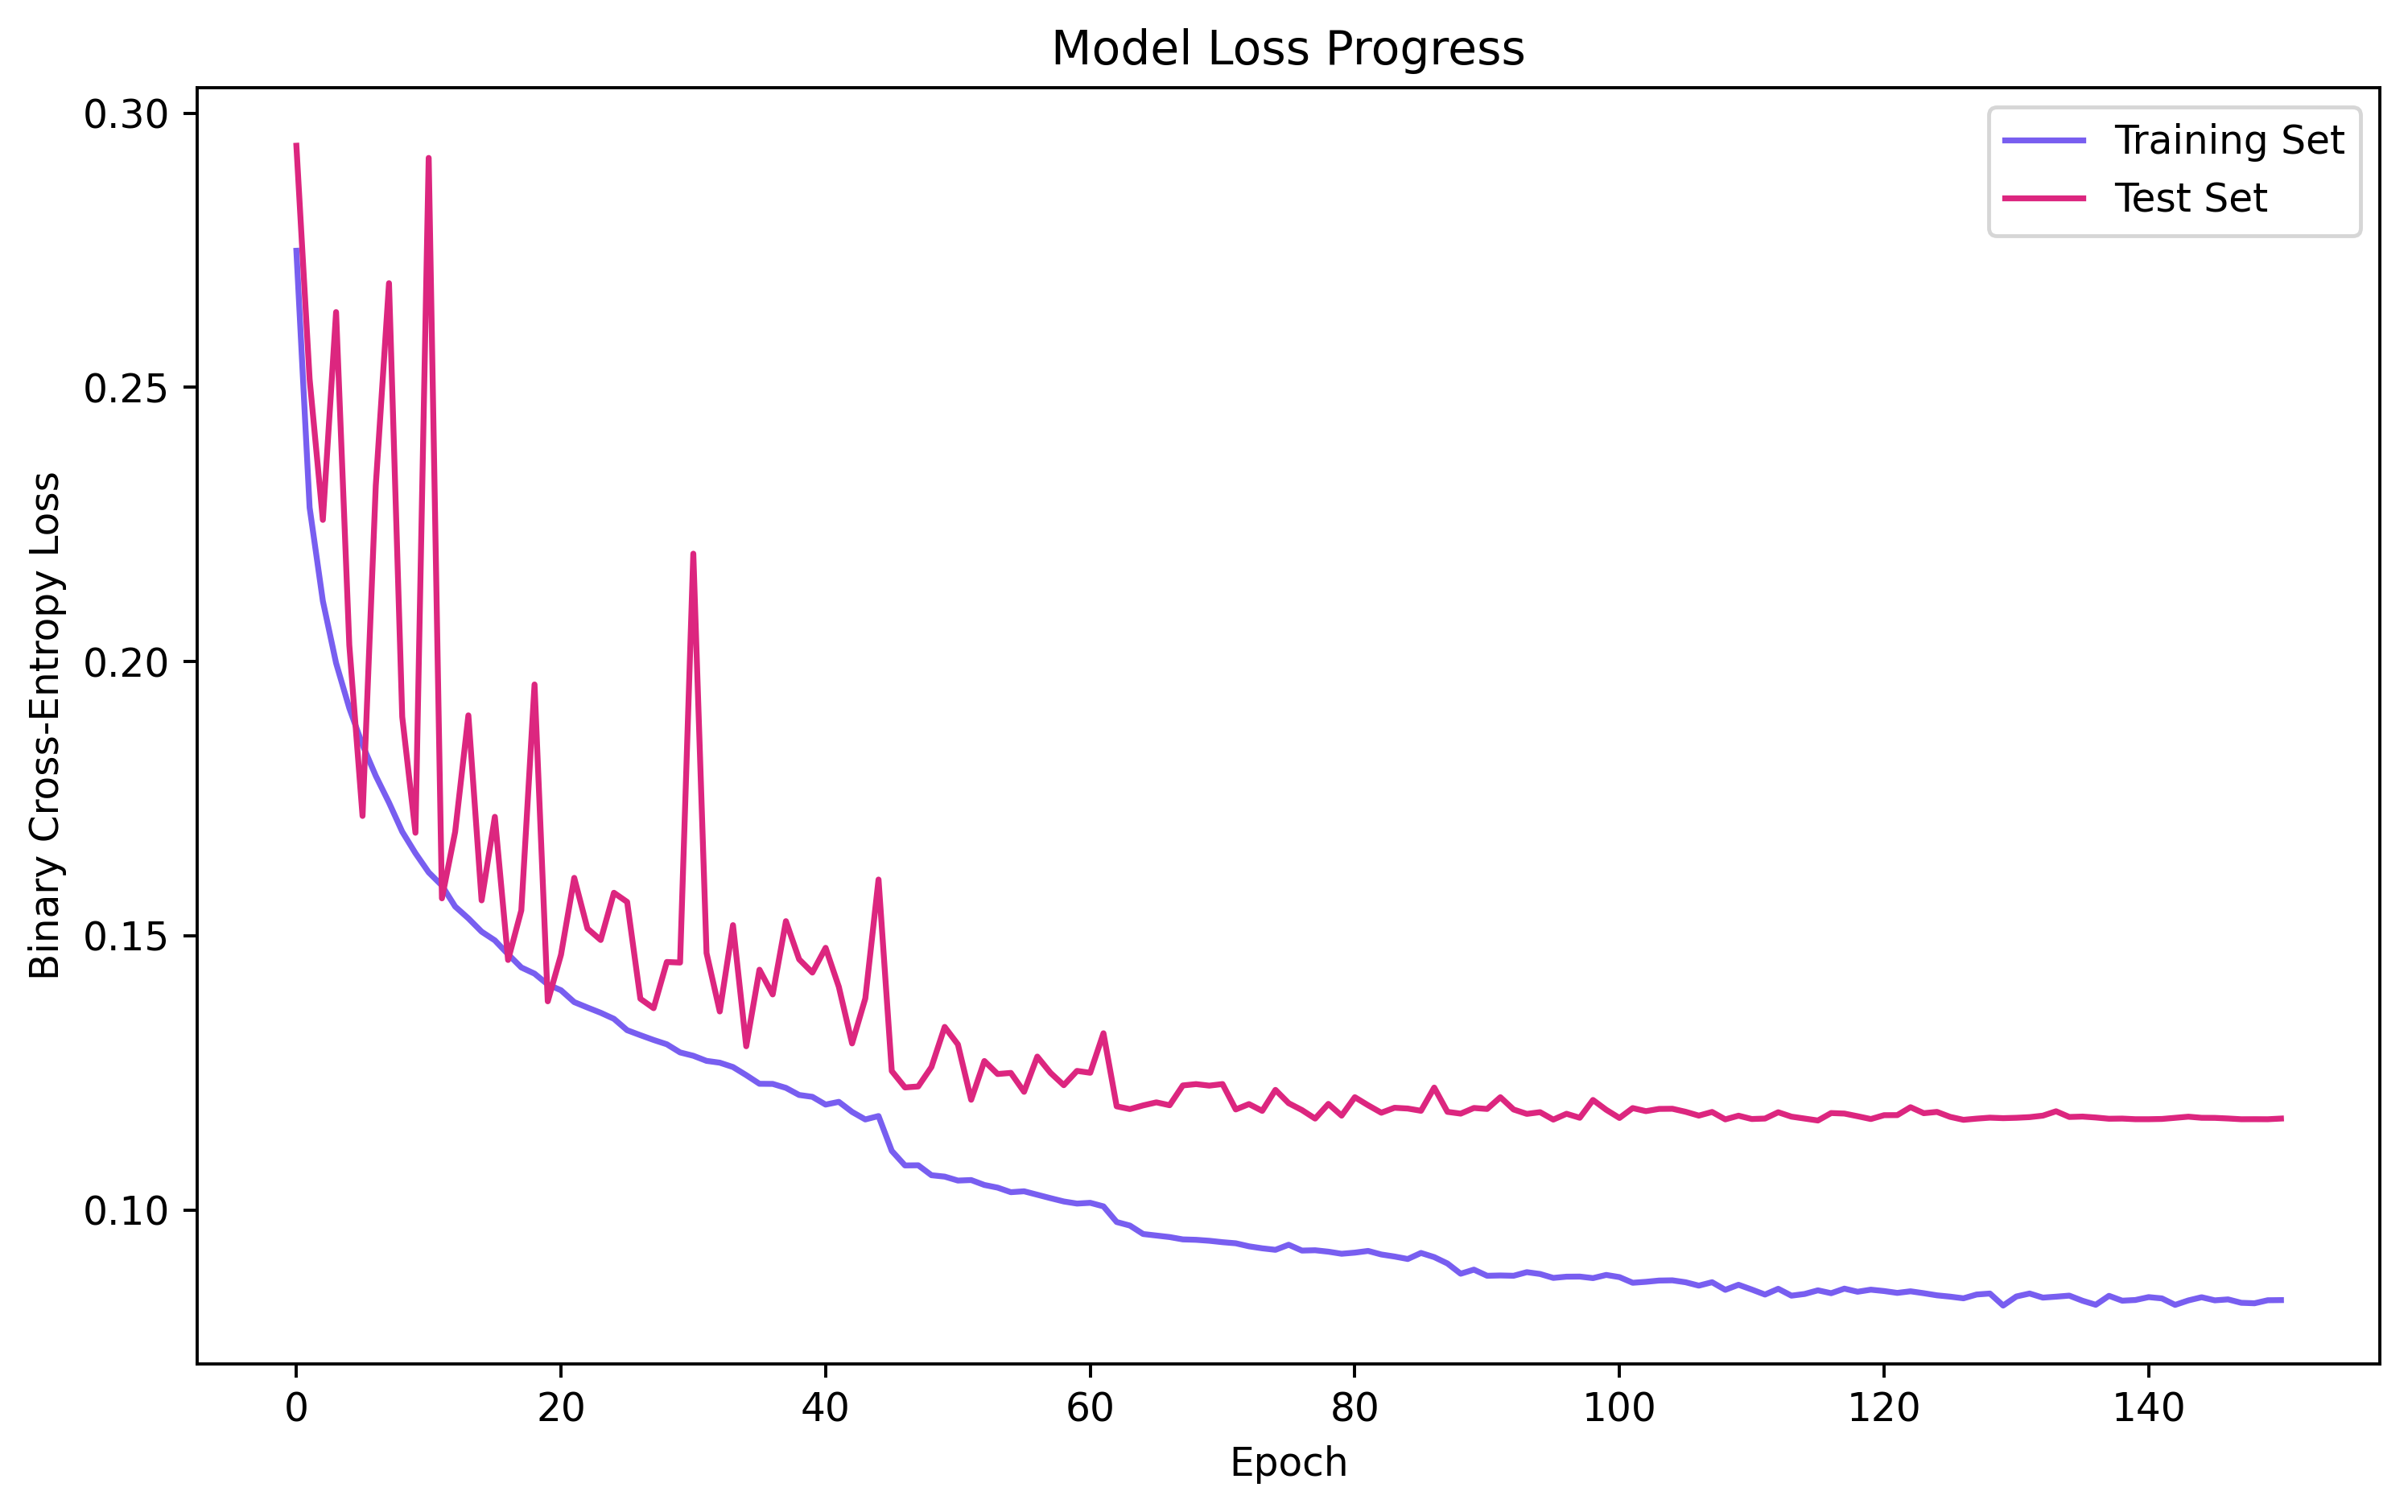 Model Loss Progress
0.30
0.25
0.20
0.15
0.10
Binary Cross-Entropy Loss
Training Set
Test Set
0 20 40 60 80 100 120 140
Epoch